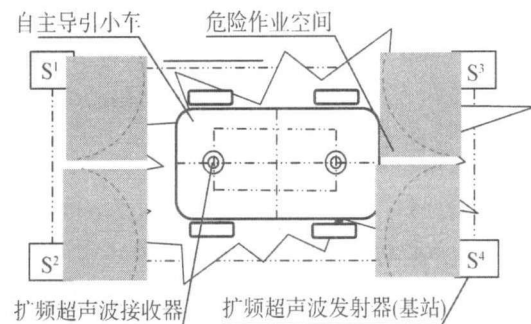 自主导引小车
危险作业空间
S¹
S³
S²
S⁴
扩频超声波接收器
扩频超声波发射器(基站)